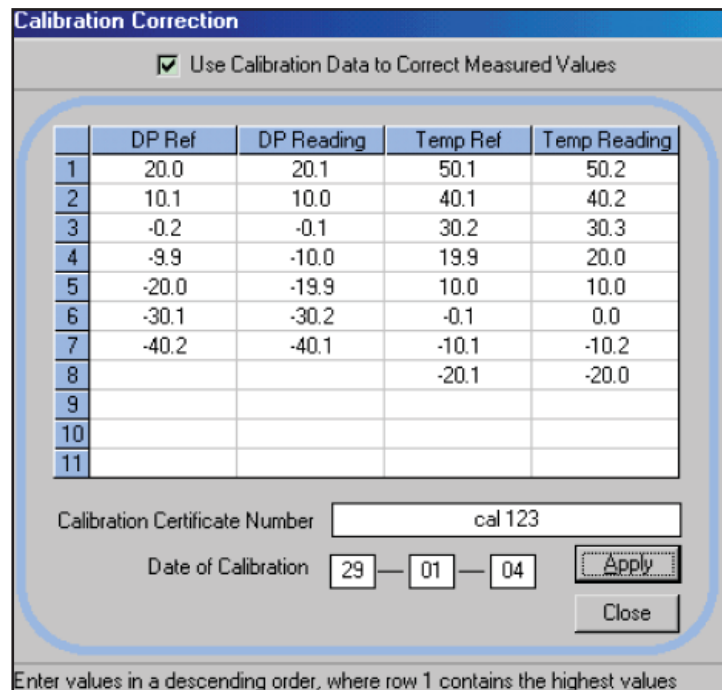 Calibration Correction
Use Calibration Data to Correct Measured Values
DP Ref DP Reading Temp Ref Temp Reading
1 20.0 20.1 50.1 50.2
2 10.1 10.0 40.1 40.2
3 -0.2 -0.1 30.2 30.3
4 -9.9 -10.0 19.9 20.0
5 -20.0 -19.9 10.0 10.0
6 -30.1 -30.2 -0.1 0.0
7 -40.2 -40.1 -10.1 -10.2
8 -20.1 -20.0
9
10
11
Calibration Certificate Number cal 123
Date of Calibration 29 — 01 — 04 Apply
Close
Enter values in a descending order, where row 1 contains the highest values